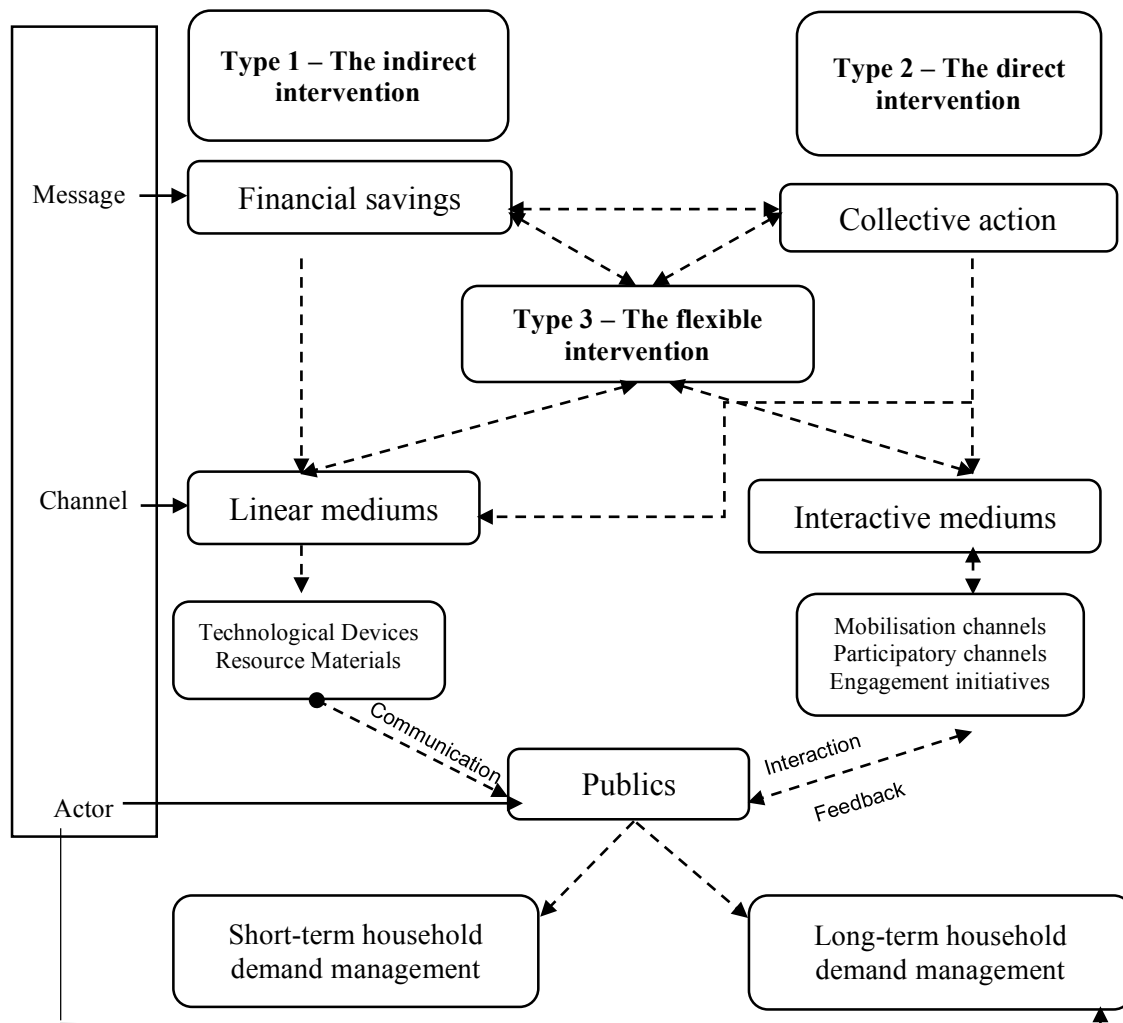 Type 1 – The indirect
intervention
Type 2 – The direct
intervention
Message
Financial savings
Collective action
Type 3 – The flexible
intervention
Channel
Linear mediums
Interactive mediums
Technological Devices
Resource Materials
Mobilisation channels
Participatory channels
Engagement initiatives
Communication
Interaction
Feedback
Actor
Publics
Short-term household
demand management
Long-term household
demand management